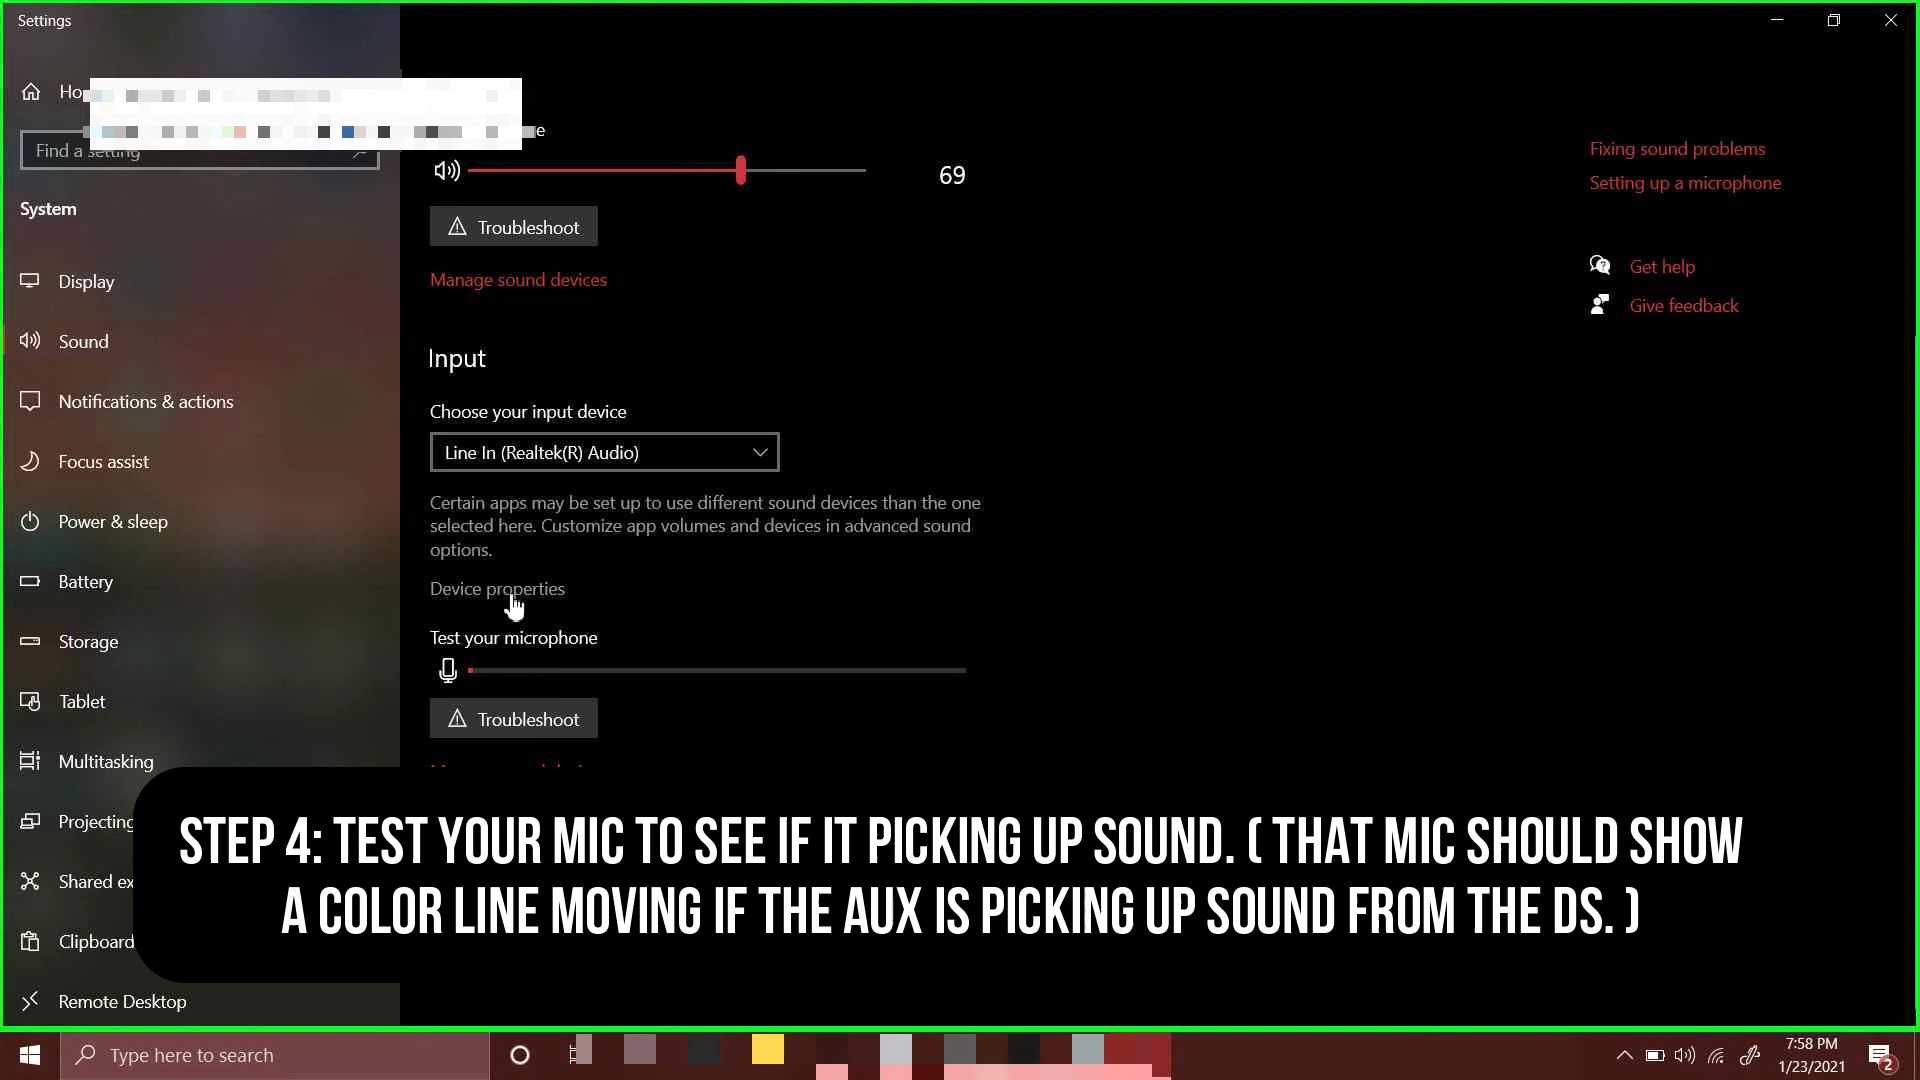 Settings
Find a setting
69
Troubleshoot
Manage sound devices
Fixing sound problems
Setting up a microphone
Get help
Give feedback
System
Display
Sound
Notifications & actions
Focus assist
Power & sleep
Battery
Storage
Tablet
Multitasking
Projecting
Shared ex
Clipboard
Remote Desktop
Input
Choose your input device
Line In (Realtek(R) Audio)
Certain apps may be set up to use different sound devices than the one
selected here. Customize app volumes and devices in advanced sound
options.
Device properties
Test your microphone
Troubleshoot
STEP 4: TEST YOUR MIC TO SEE IF IT PICKING UP SOUND. ( THAT MIC SHOULD SHOW
A COLOR LINE MOVING IF THE AUX IS PICKING UP SOUND FROM THE DS. )
Type here to search
7:58 PM
1/23/2021
2